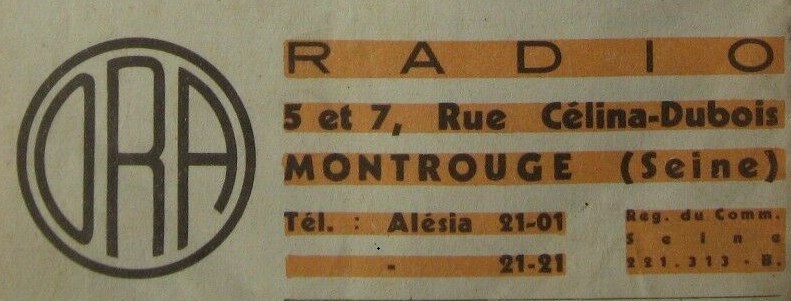 ORA
RADIO
5 et 7, Rue Célina-Dubois
MONTROUGE (Seine)
Tél. : Alésia 21-01
- 21-21
Reg. du Comm.
Seine
221.313 - B.